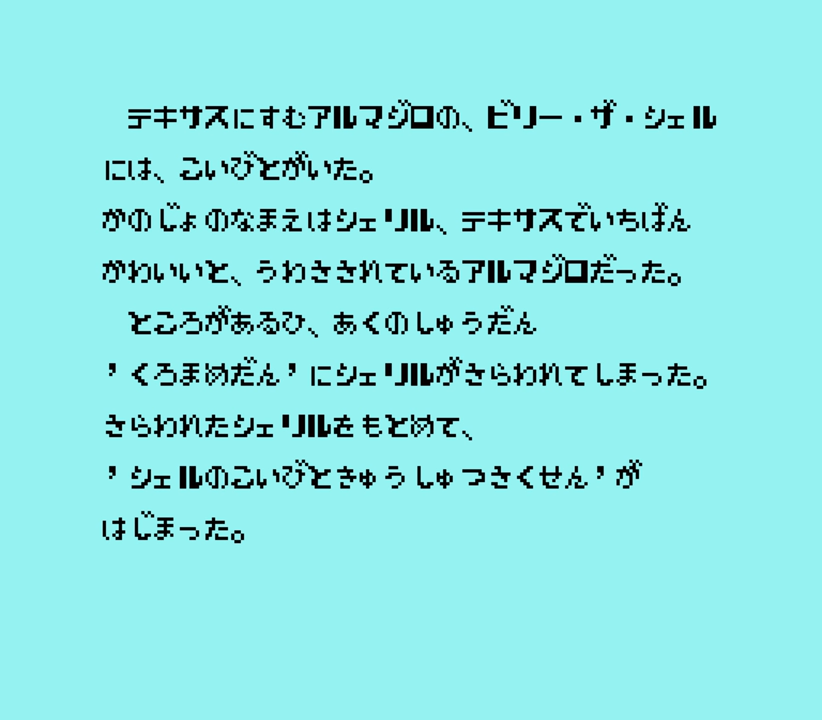 テキサスにすむアルマジロの、ビリー・ザ・シェル
には、こいびとがいた。
かのじょのなまえはシェリル、テキサスでいちばん
かわいいと、うわさされているアルマジロだった。
ところがあるひ、あくのしゅうだん
'くろまめだん'にシェリルがさらわれてしまった。
さらわれたシェリルをもとめて、
'シェルのこいびときゅうしゅつさくせん'が
はじまった。